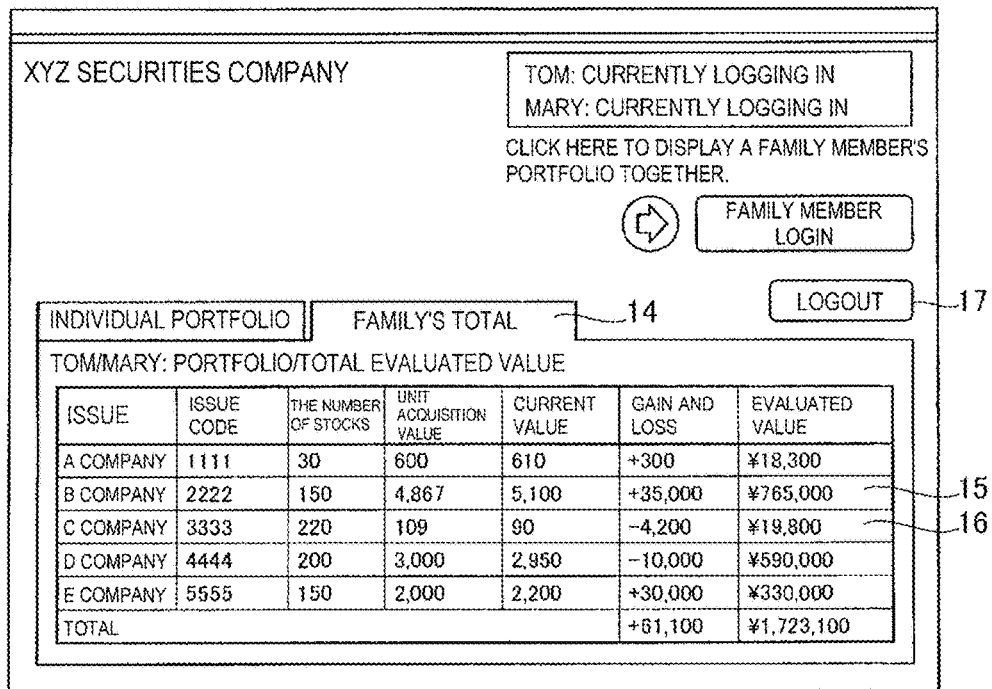 XYZ SECURITIES COMPANY
TOM: CURRENTLY LOGGING IN
MARY: CURRENTLY LOGGING IN
CLICK HERE TO DISPLAY A FAMILY MEMBER'S
PORTFOLIO TOGETHER.
FAMILY MEMBER
LOGIN
LOGOUT 17
INDIVIDUAL PORTFOLIO FAMILY'S TOTAL 14
TOM/MARY: PORTFOLIO/TOTAL EVALUATED VALUE
ISSUE ISSUE CODE THE NUMBER OF STOCKS UNIT ACQUISITION VALUE CURRENT VALUE GAIN AND LOSS EVALUATED VALUE
A COMPANY 1111 30 600 610 +300 ¥18,300
B COMPANY 2222 150 4,867 5,100 +35,000 ¥765,000 15
C COMPANY 3333 220 109 90 -4,200 ¥19,800 16
D COMPANY 4444 200 3,000 2,950 -10,000 ¥590,000
E COMPANY 5555 150 2,000 2,200 +30,000 ¥330,000
TOTAL +61,100 ¥1,723,100